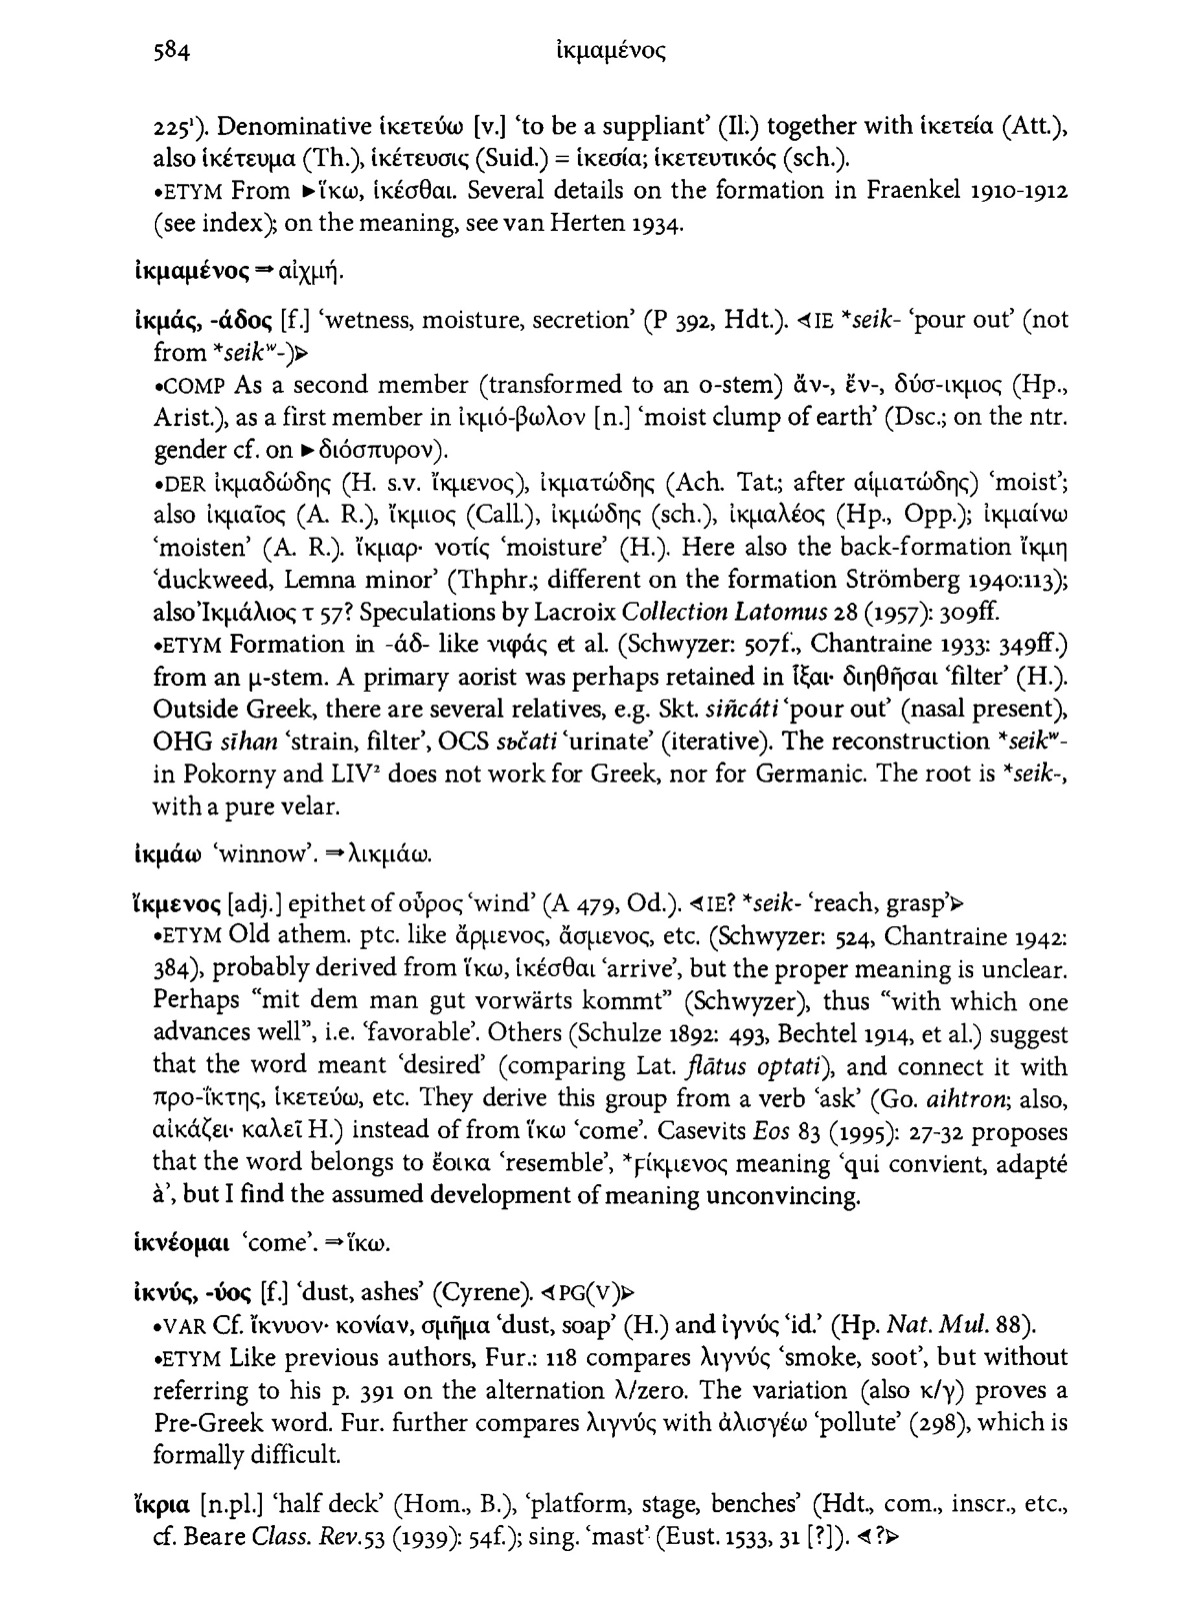 584 ἰκμαμένος
225¹). Denominative ἱκετεύω [v.] ‘to be a suppliant’ (Il.) together with ἱκετεία (Att.),
also ἱκέτευμα (Th.), ἱκέτευσις (Suid.) = ἱκεσία; ἱκετευτικός (sch.).
•ETYM From ►ἵκω, ἱκέσθαι. Several details on the formation in Fraenkel 1910-1912
(see index); on the meaning, see van Herten 1934.
ἰκμαμένος ⇒ αἰχμή.
ἰκμάς, -άδος [f.] ‘wetness, moisture, secretion’ (P 392, Hdt.). ⊲IE *seik- ‘pour out’ (not
from *seikʷ-)⊳
•COMP As a second member (transformed to an o-stem) ἄν-, ἔν-, δύσ-ικμος (Hp.,
Arist.), as a first member in ἰκμό-βωλον [n.] ‘moist clump of earth’ (Dsc.; on the ntr.
gender cf. on ►διόσπυρον).
•DER ἰκμαδώδης (H. s.v. ἴκμενος), ἰκματώδης (Ach. Tat.; after αἱματώδης) ‘moist’;
also ἰκμαῖος (A. R.), ἴκμιος (Call.), ἰκμώδης (sch.), ἰκμαλέος (Hp., Opp.); ἰκμαίνω
‘moisten’ (A. R.). ἴκμαρ· νοτίς ‘moisture’ (H.). Here also the back-formation ἴκμη
‘duckweed, Lemna minor’ (Thphr.; different on the formation Strömberg 1940:113);
also Ἰκμάλιος τ 57? Speculations by Lacroix Collection Latomus 28 (1957): 309ff.
•ETYM Formation in -άδ- like νιφάς et al. (Schwyzer: 507f., Chantraine 1933: 349ff.)
from an μ-stem. A primary aorist was perhaps retained in ἶξαι· διηθῆσαι ‘filter’ (H.).
Outside Greek, there are several relatives, e.g. Skt. siñcáti ‘pour out’ (nasal present),
OHG sīhan ‘strain, filter’, OCS sьčati ‘urinate’ (iterative). The reconstruction *seikʷ-
in Pokorny and LIV² does not work for Greek, nor for Germanic. The root is *seik-,
with a pure velar.
ἰκμάω ‘winnow’. ⇒ λικμάω.
ἴκμενος [adj.] epithet of οὖρος ‘wind’ (A 479, Od.). ⊲IE? *seik- ‘reach, grasp’⊳
•ETYM Old athem. ptc. like ἄρμενος, ἄσμενος, etc. (Schwyzer: 524, Chantraine 1942:
384), probably derived from ἵκω, ἱκέσθαι ‘arrive’, but the proper meaning is unclear.
Perhaps “mit dem man gut vorwärts kommt” (Schwyzer), thus “with which one
advances well”, i.e. ‘favorable’. Others (Schulze 1892: 493, Bechtel 1914, et al.) suggest
that the word meant ‘desired’ (comparing Lat. flātus optati), and connect it with
προ-ΐκτης, ἱκετεύω, etc. They derive this group from a verb ‘ask’ (Go. aihtron; also,
αἰκάζει· καλεῖ H.) instead of from ἵκω ‘come’. Casevits Eos 83 (1995): 27-32 proposes
that the word belongs to ἔοικα ‘resemble’, *ϝίκμενος meaning ‘qui convient, adapté
à’, but I find the assumed development of meaning unconvincing.
ἱκνέομαι ‘come’. ⇒ ἵκω.
ἰκνύς, -ύος [f.] ‘dust, ashes’ (Cyrene). ⊲PG(V)⊳
•VAR Cf. ἴκνυον· κονίαν, σμῆμα ‘dust, soap’ (H.) and ἰγνύς ‘id.’ (Hp. Nat. Mul. 88).
•ETYM Like previous authors, Fur.: 118 compares λιγνύς ‘smoke, soot’, but without
referring to his p. 391 on the alternation λ/zero. The variation (also κ/γ) proves a
Pre-Greek word. Fur. further compares λιγνύς with ἀλισγέω ‘pollute’ (298), which is
formally difficult.
ἴκρια [n.pl.] ‘half deck’ (Hom., B.), ‘platform, stage, benches’ (Hdt., com., inscr., etc.,
cf. Beare Class. Rev.53 (1939): 54f.); sing. ‘mast’ (Eust. 1533, 31 [?]). ⊲?⊳